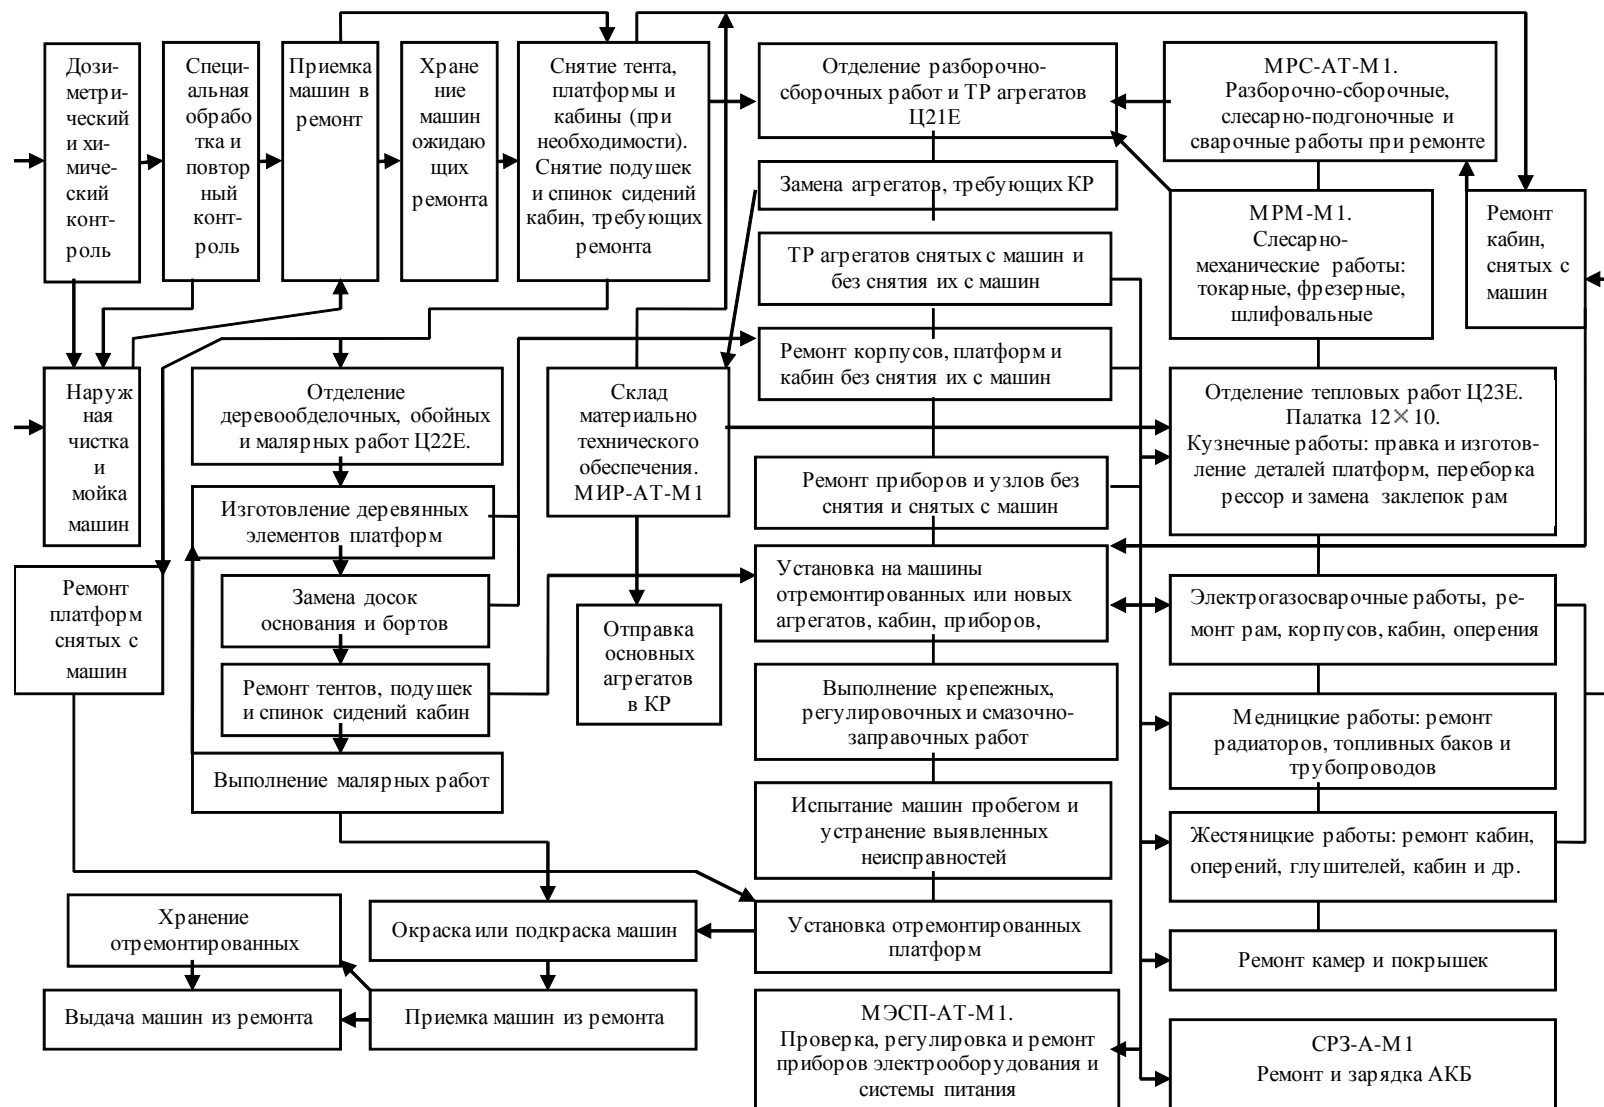 Дози-
метри-
ческий
и хи-
миче-
ский
конт-
роль
Специ-
альная
обрабо
тка и
повтор
ный
конт-
роль
Приемка
машин в
ремонт
Хране
ние
машин
ожидаю
щих
ремонта
Снятие тента,
платформы и
кабины (при
необходимости).
Снятие подушек
и спинок сидений
кабин, требующих
ремонта
Отделение разборочно-
сборочных работ и ТР агрегатов
Ц21Е
МРС-АТ-М1.
Разборочно-сборочные,
слесарно-подгоночные и
сварочные работы при ремонте
Замена агрегатов, требующих КР
МРМ-М1.
Слесарно-
механические работы:
токарные, фрезерные,
шлифовальные
Ремонт
кабин,
снятых с
машин
ТР агрегатов снятых с машин и
без снятия их с машин
Ремонт корпусов, платформ и
кабин без снятия их с машин
Наруж
ная
чистка
и
мойка
машин
Отделение
деревообделочных, обойных
и малярных работ Ц22Е.
Склад
материально
технического
обеспечения.
МИР-АТ-М1
Отделение тепловых работ Ц23Е.
Палатка 12×10.
Кузнечные работы: правка и изготов-
ление деталей платформ, переборка
рессор и замена заклепок рам
Ремонт приборов и узлов без
снятия и снятых с машин
Изготовление деревянных
элементов платформ
Ремонт
платформ
снятых с
машин
Замена досок
основания и бортов
Отправка
основных
агрегатов
в КР
Установка на машины
отремонтированных или новых
агрегатов, кабин, приборов,
Электрогазосварочные работы, ре-
монт рам, корпусов, кабин, оперения
Ремонт тентов, подушек
и спинок сидений кабин
Выполнение крепежных,
регулировочных и смазочно-
заправочных работ
Медницкие работы: ремонт
радиаторов, топливных баков и
трубопроводов
Выполнение малярных работ
Испытание машин пробегом и
устранение выявленных
неисправностей
Жестяницкие работы: ремонт кабин,
оперений, глушителей, кабин и др.
Хранение
отремонтированных
Окраска или подкраска машин
Установка отремонтированных
платформ
Ремонт камер и покрышек
Выдача машин из ремонта
Приемка машин из ремонта
МЭСП-АТ-М1.
Проверка, регулировка и ремонт
приборов электрооборудования и
системы питания
СРЗ-А-М1
Ремонт и зарядка АКБ